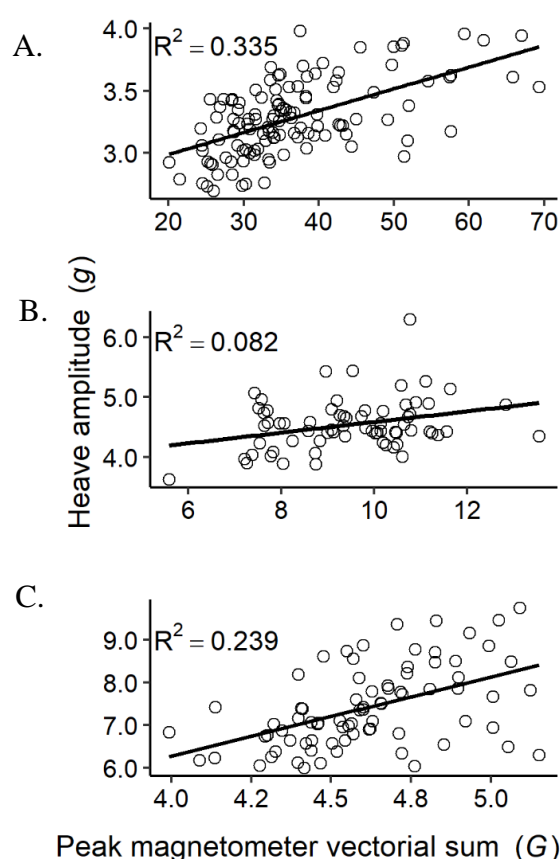 A.
R² = 0.335
4.0
3.5
3.0
20 30 40 50 60 70
B.
R² = 0.082
6.0
5.0
4.0
6 8 10 12
C.
R² = 0.239
9.0
8.0
7.0
6.0
4.0 4.2 4.5 4.8 5.0
Heave amplitude (g)
Peak magnetometer vectorial sum (G)